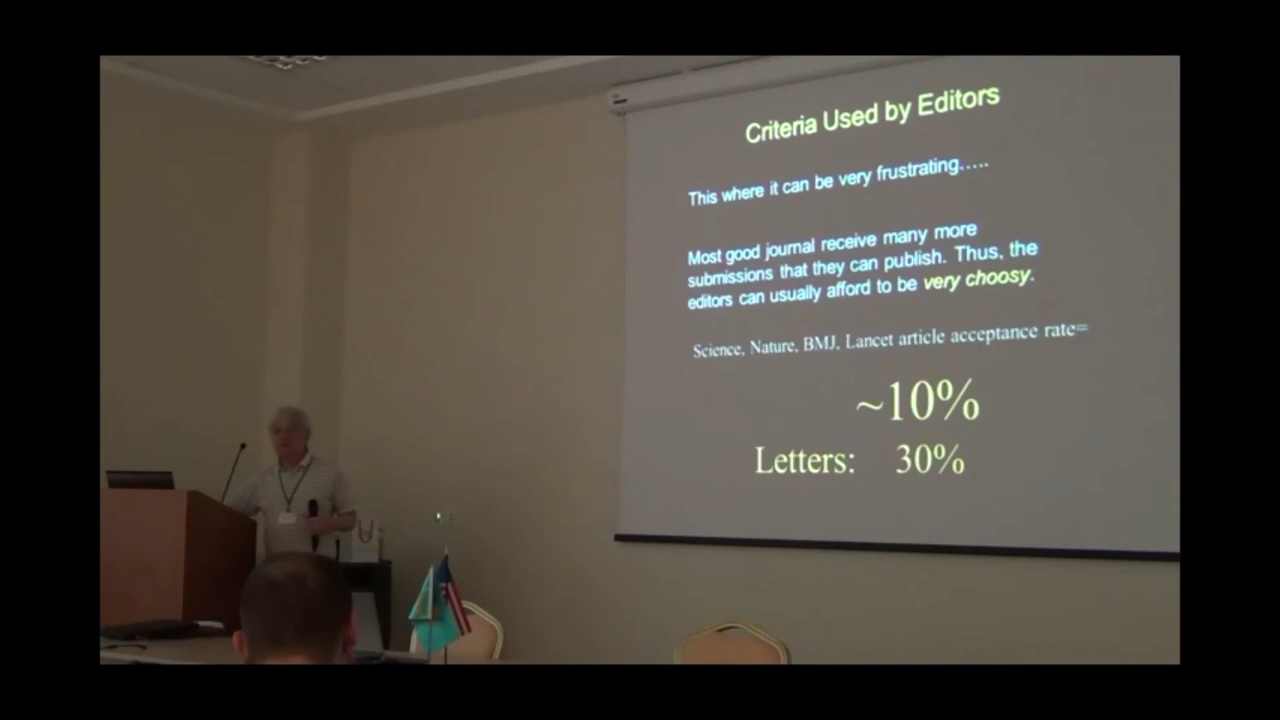 Criteria Used by Editors
This where it can be very frustrating…..
Most good journal receive many more
submissions that they can publish. Thus, the
editors can usually afford to be very choosy.
Science, Nature, BMJ, Lancet article acceptance rate=
~10%
Letters: 30%